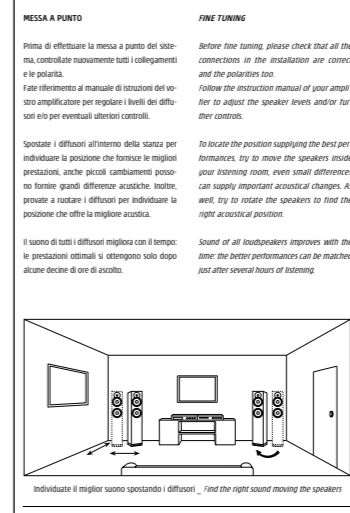 MESSA A PUNTO
Prima di effettuare la messa a punto del siste-
ma, controllate nuovamente tutti i collegamenti
e le polarità.
Fate riferimento al manuale di istruzioni del vo-
stro amplificatore per regolare i livelli dei diffu-
sori e/o per eventuali ulteriori controlli.
Spostate i diffusori all'interno della stanza per
individuare la posizione che fornisce le migliori
prestazioni, anche piccoli cambiamenti posso-
no fornire grandi differenze acustiche. Inoltre,
provate a ruotare i diffusori per individuare la
posizione che offre la migliore acustica.
Il suono di tutti i diffusori migliora con il tempo:
le prestazioni ottimali si ottengono solo dopo
alcune decine di ore di ascolto.
FINE TUNING
Before fine tuning, please check that all the
connections in the installation are correc
and the polarities too.
Follow the instruction manual of your ampli
fier to adjust the speaker levels and/or fur
ther controls.
To locate the position supplying the best per
formances, try to move the speakers inside
your listening room, even small differences
can supply important acoustical changes. As
well, try to rotate the speakers to find the
right acoustical position.
Sound of all loudspeakers improves with the
time: the better performances can be matched
just after several hours of listening.
Individuate il miglior suono spostando i diffusori _ Find the right sound moving the speakers